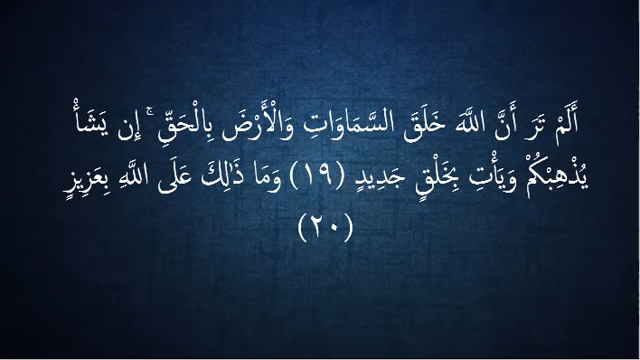 أَلَمْ تَرَ أَنَّ اللَّهَ خَلَقَ السَّمَاوَاتِ وَالْأَرْضَ بِالْحَقِّ ۚ إِن يَشَأْ
يُذْهِبْكُمْ وَيَأْتِ بِخَلْقٍ جَدِيدٍ (١٩) وَمَا ذَٰلِكَ عَلَى اللَّهِ بِعَزِيزٍ
(٢٠)